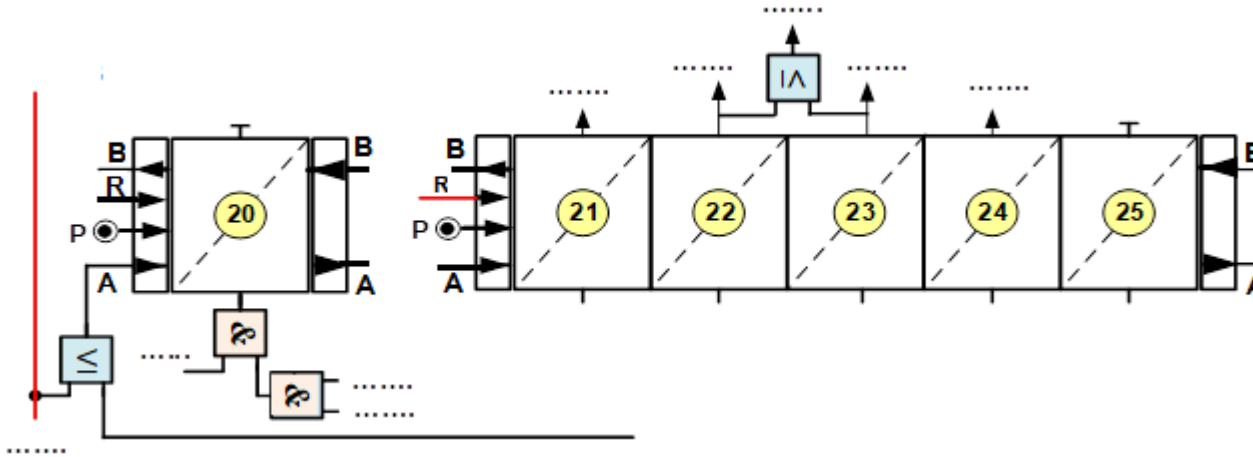 .......
....... .......
....... .......
≥
B B B B
R R
P 20 P 21 22 23 24 25
A A A A
≥ & ......
& .......
.......
.......